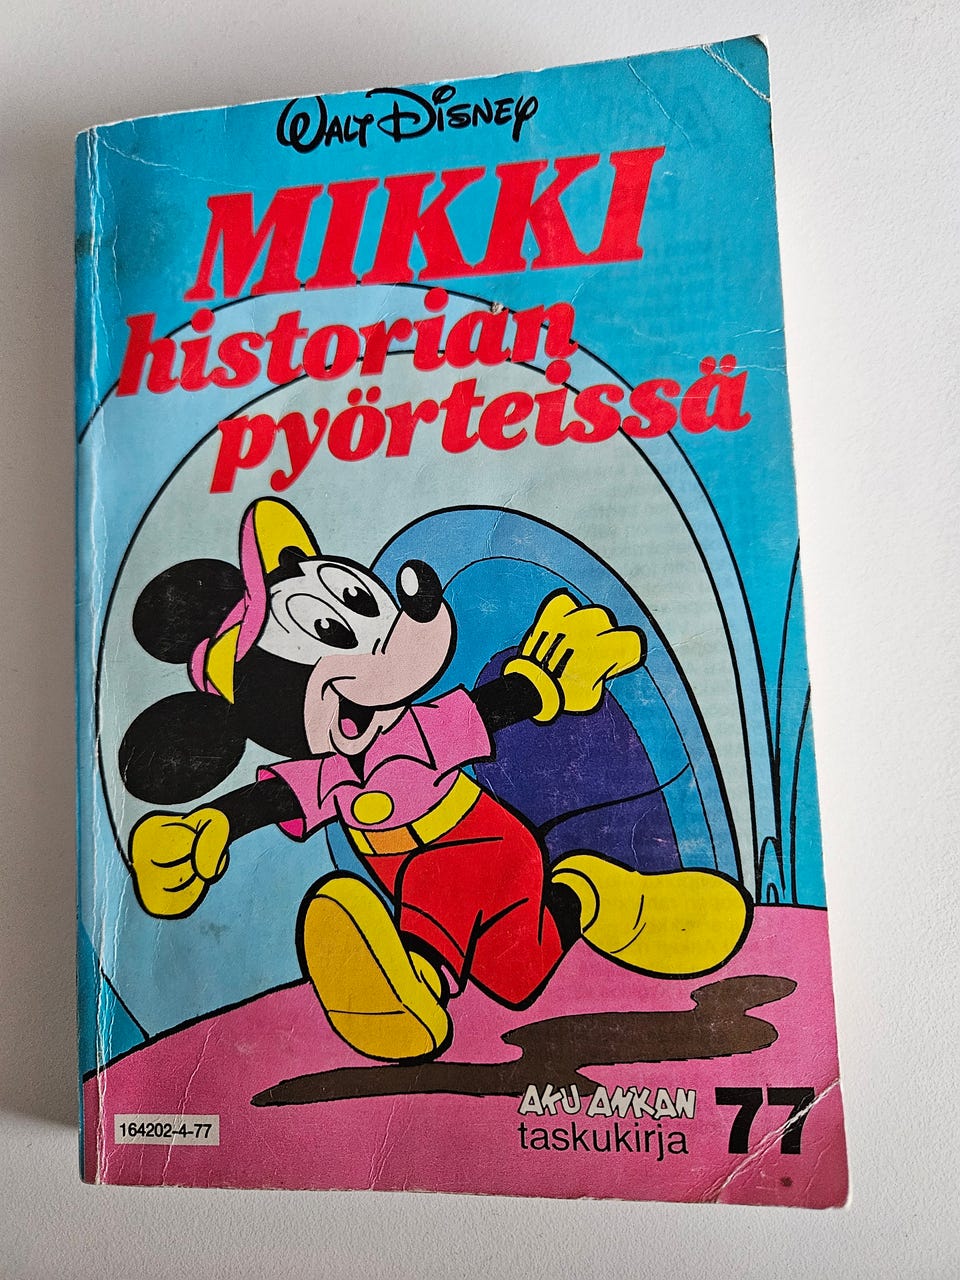 WALT DISNEY
MIKKI
historian
pyörteissä
164202-4-77
AKU ANKAN
taskukirja
77